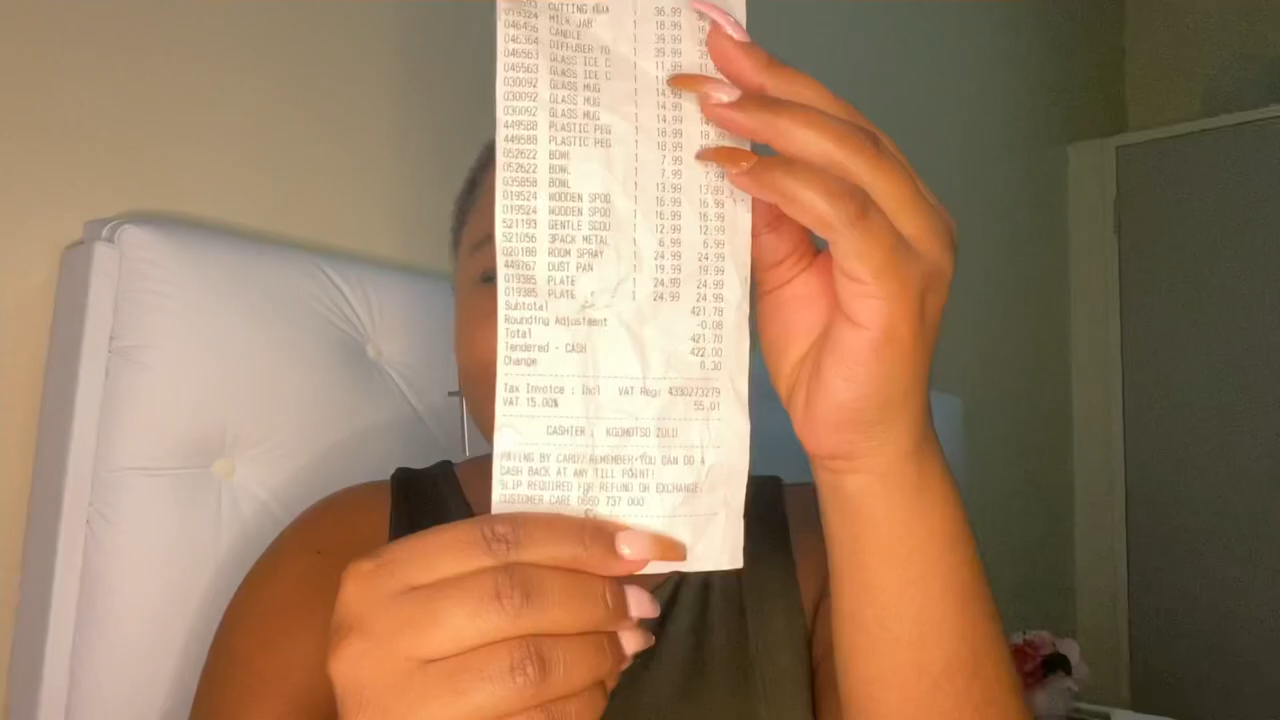 CUTTING 1 36.99
019324 MILK JAR 1 18.99
046456 CANDLE 1 39.99
046364 DIFFUSER 70 1 39.99
046563 GLASS ICE C 1 11.99
046563 GLASS ICE C 1
030092 GLASS MUG 1 14.99
030092 GLASS MUG 1 14.99
030092 GLASS MUG 1 14.99
449588 PLASTIC PEG 1 18.99 18.
449588 PLASTIC PEG 1 18.99
052622 BOWL 1 7.99
052622 BOWL 1 7.99 7.99
035858 BOWL 1 13.99 13.99
019524 WOODEN SPOO 1 16.99 16.99
019524 WOODEN SPOO 1 16.99 16.99
521193 GENTLE SCOU 1 12.99 12.99
521056 3PACK METAL 1 6.99 6.99
020188 ROOM SPRAY 1 24.99 24.99
449767 DUST PAN 1 19.99 19.99
019385 PLATE 1 24.99 24.99
019385 PLATE 1 24.99 24.99
Subtotal 421.78
Rounding Adjustment -0.08
Total 421.70
Tendered - CASH 422.00
Change 0.30
Tax Invoice : Incl VAT Reg: 4330273279
VAT 15.00% 55.01
CASHIER : KGOMOTSO ZULU
PAYING BY CARD? REMEMBER YOU CAN DO A
CASH BACK AT ANY TILL POINT!
SLIP REQUIRED FOR REFUND OR EXCHANGE.
CUSTOMER CARE 0860 737 000